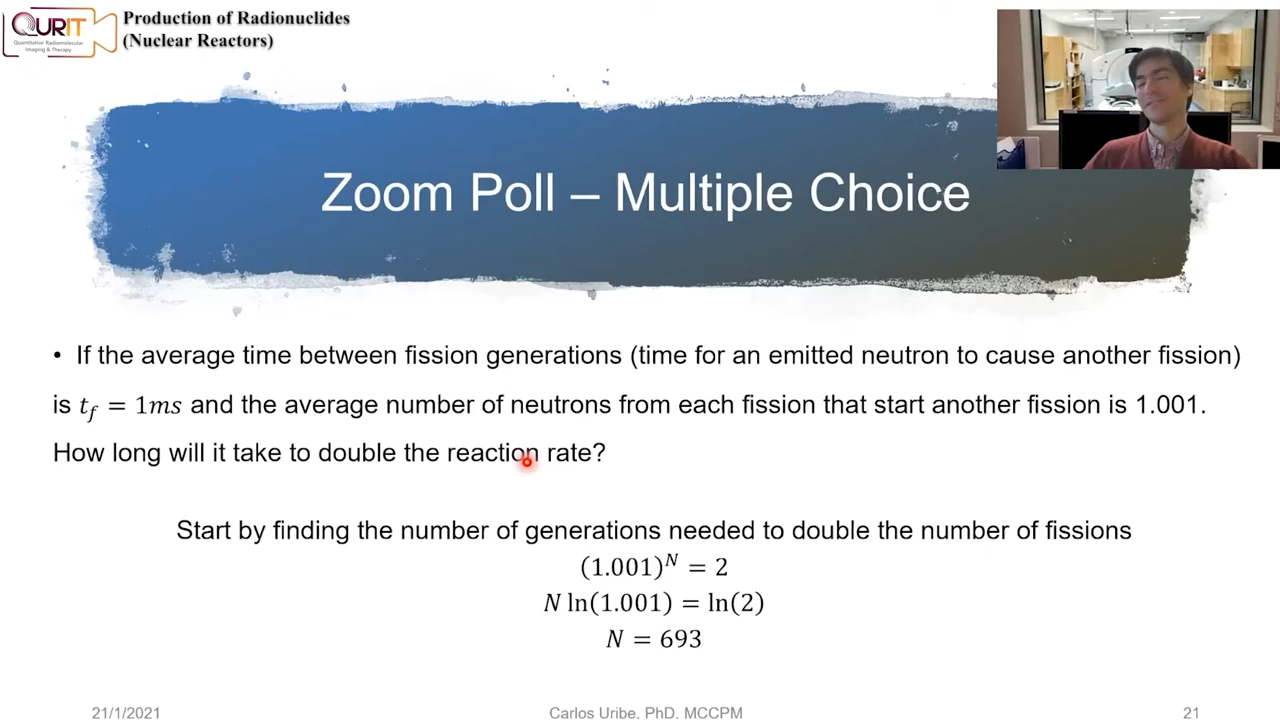 QURIT
Quantitative Radiomolecular
Imaging & Therapy
Production of Radionuclides
(Nuclear Reactors)
Zoom Poll – Multiple Choice
• If the average time between fission generations (time for an emitted neutron to cause another fission)
is t_f = 1ms and the average number of neutrons from each fission that start another fission is 1.001.
How long will it take to double the reaction rate?
Start by finding the number of generations needed to double the number of fissions
(1.001)^N = 2
N ln(1.001) = ln(2)
N = 693
21/1/2021
Carlos Uribe, PhD, MCCPM
21